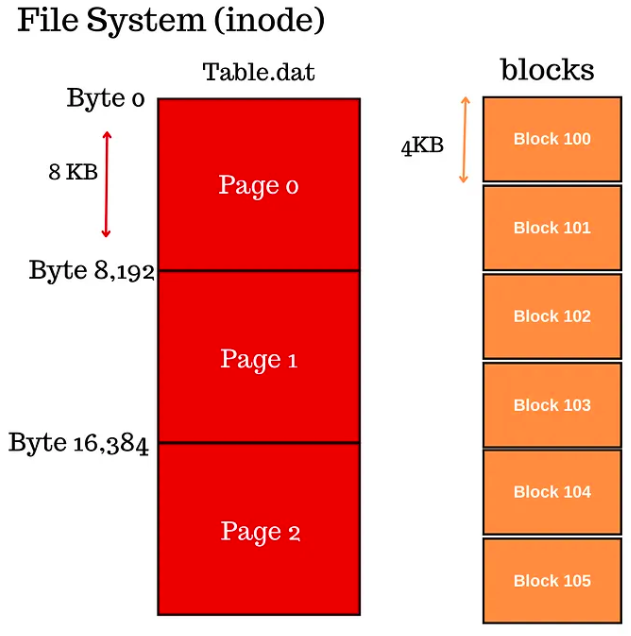 File System (inode)
Table.dat
blocks
Byte 0
8 KB
Page 0
4KB
Block 100
Block 101
Byte 8,192
Block 102
Page 1
Block 103
Byte 16,384
Block 104
Page 2
Block 105